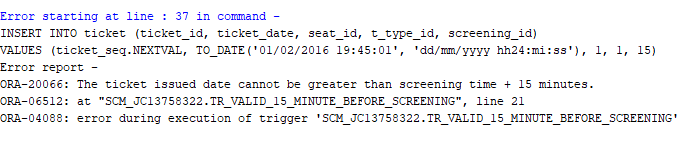 Error starting at line : 37 in command -
INSERT INTO ticket (ticket_id, ticket_date, seat_id, t_type_id, screening_id)
VALUES (ticket_seq.NEXTVAL, TO_DATE('01/02/2016 19:45:01', 'dd/mm/yyyy hh24:mi:ss'), 1, 1, 15)
Error report -
ORA-20066: The ticket issued date cannot be greater than screening time + 15 minutes.
ORA-06512: at "SCM_JC13758322.TR_VALID_15_MINUTE_BEFORE_SCREENING", line 21
ORA-04088: error during execution of trigger 'SCM_JC13758322.TR_VALID_15_MINUTE_BEFORE_SCREENING'